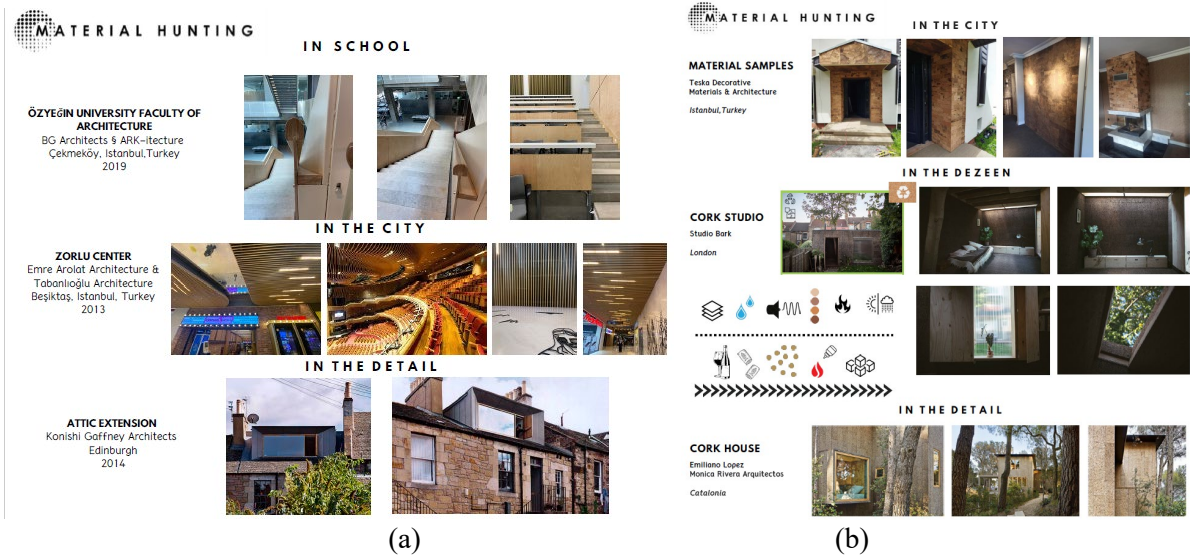 MATERIAL HUNTING
IN SCHOOL
ÖZYEĞİN UNIVERSITY FACULTY OF
ARCHITECTURE
BG Architects § ARK-itecture
Çekmeköy, Istanbul,Turkey
2019
IN THE CITY
ZORLU CENTER
Emre Arolat Architecture &
Tabanlıoğlu Architecture
Beşiktaş, Istanbul, Turkey
2013
IN THE DETAIL
ATTIC EXTENSION
Konishi Gaffney Architects
Edinburgh
2014
(a)
MATERIAL HUNTING
IN THE CITY
MATERIAL SAMPLES
Teska Decorative
Materials & Architecture
Istanbul,Turkey
IN THE DEZEEN
CORK STUDIO
Studio Bark
London
IN THE DETAIL
CORK HOUSE
Emiliano Lopez
Monica Rivera Arquitectos
Catalonia
(b)